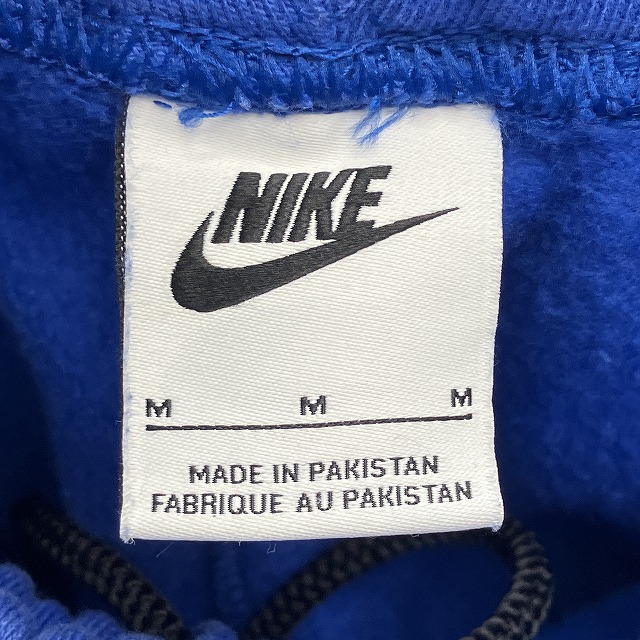 NIKE
M M M
MADE IN PAKISTAN
FABRIQUE AU PAKISTAN